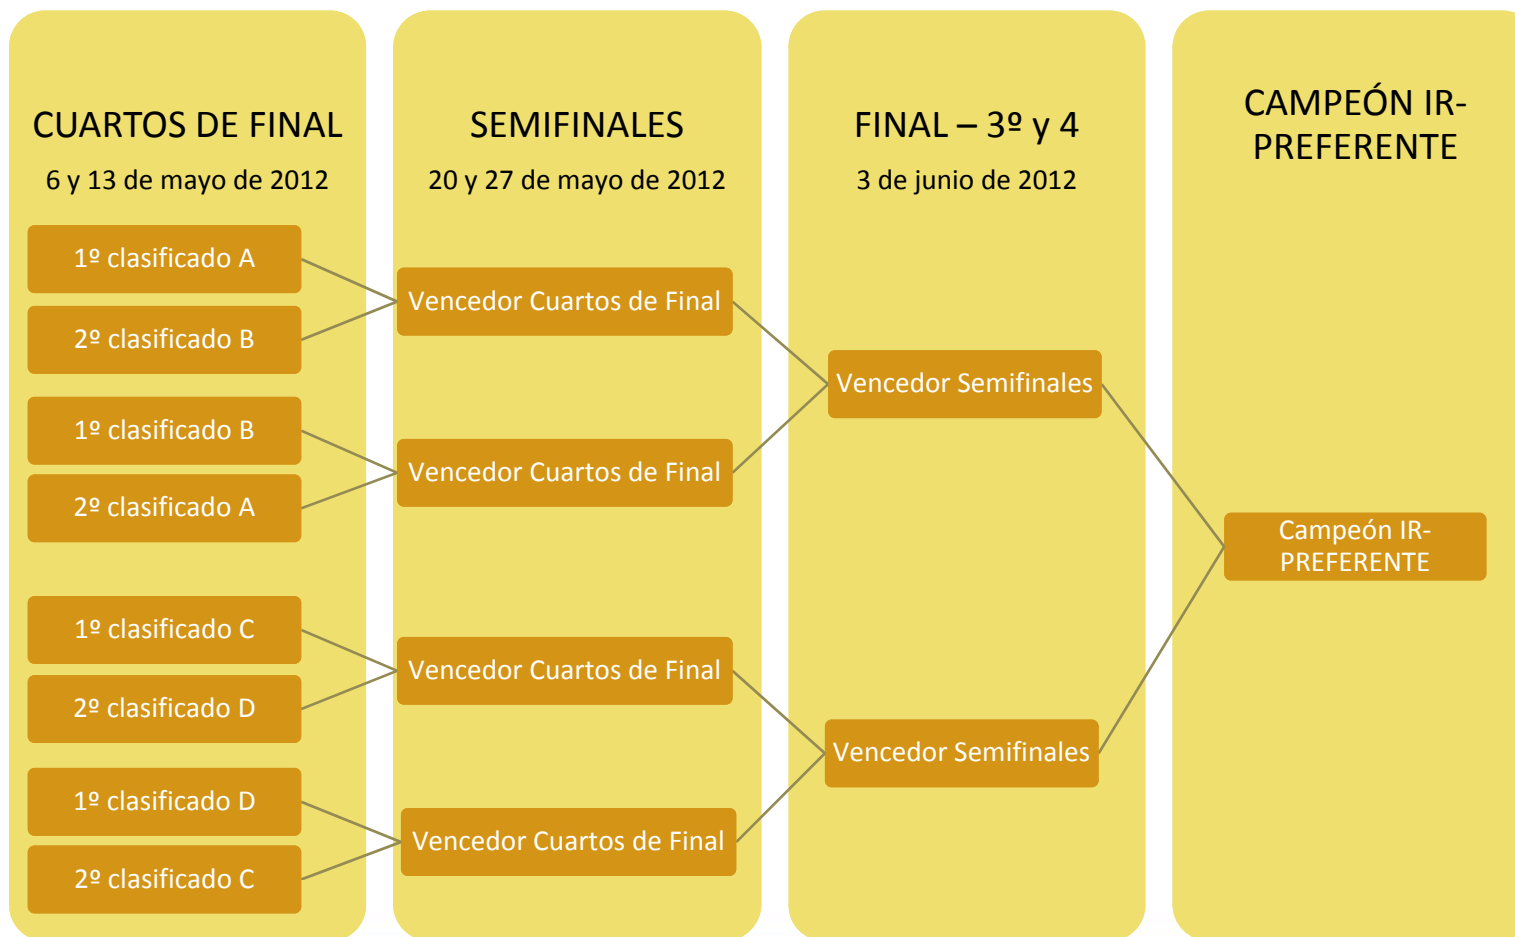 CUARTOS DE FINAL
6 y 13 de mayo de 2012
1º clasificado A
2º clasificado B
1º clasificado B
2º clasificado A
1º clasificado C
2º clasificado D
1º clasificado D
2º clasificado C
SEMIFINALES
20 y 27 de mayo de 2012
Vencedor Cuartos de Final
Vencedor Cuartos de Final
Vencedor Cuartos de Final
Vencedor Cuartos de Final
FINAL – 3º y 4
3 de junio de 2012
Vencedor Semifinales
Vencedor Semifinales
CAMPEÓN IR-
PREFERENTE
Campeón IR-
PREFERENTE